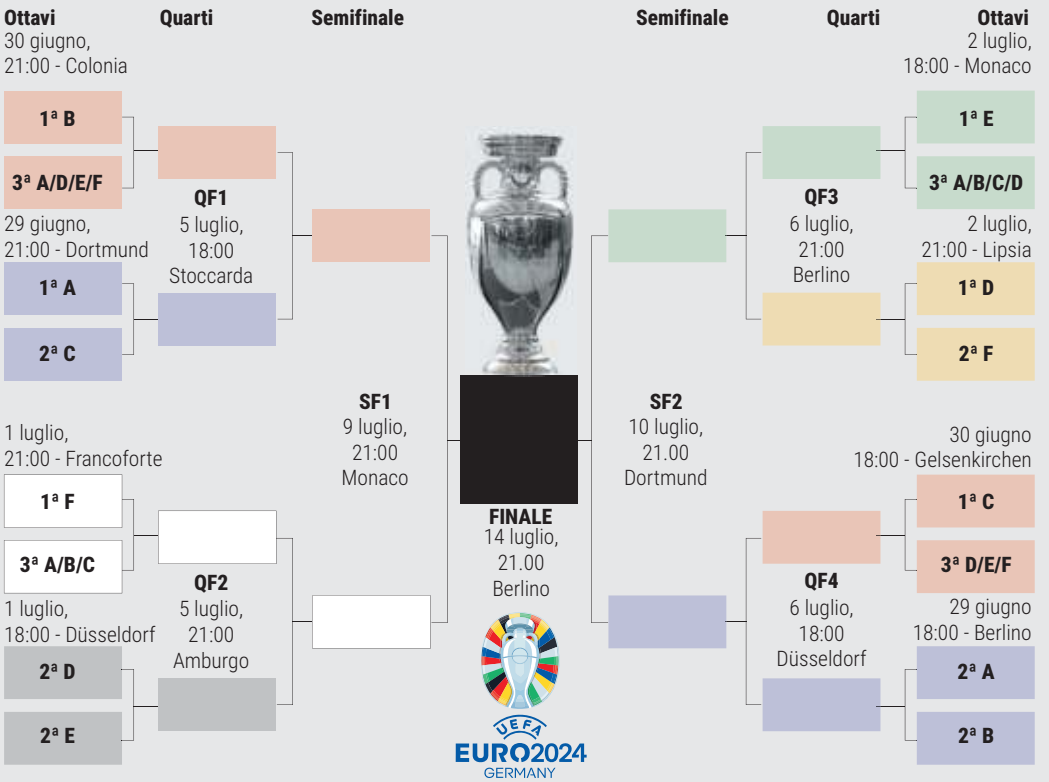 Ottavi
Quarti
Semifinale
Semifinale
Quarti
Ottavi
30 giugno,
21:00 - Colonia
1ª B
3ª A/D/E/F
29 giugno,
21:00 - Dortmund
1ª A
2ª C
QF1
5 luglio,
18:00
Stoccarda
1 luglio,
21:00 - Francoforte
1ª F
3ª A/B/C
1 luglio,
18:00 - Düsseldorf
2ª D
2ª E
QF2
5 luglio,
21:00
Amburgo
SF1
9 luglio,
21:00
Monaco
FINALE
14 luglio,
21.00
Berlino
UEFA
EURO2024
GERMANY
SF2
10 luglio,
21.00
Dortmund
QF3
6 luglio,
21:00
Berlino
2 luglio,
18:00 - Monaco
1ª E
3ª A/B/C/D
2 luglio,
21:00 - Lipsia
1ª D
2ª F
QF4
6 luglio,
18:00
Düsseldorf
30 giugno
18:00 - Gelsenkirchen
1ª C
3ª D/E/F
29 giugno
18:00 - Berlino
2ª A
2ª B